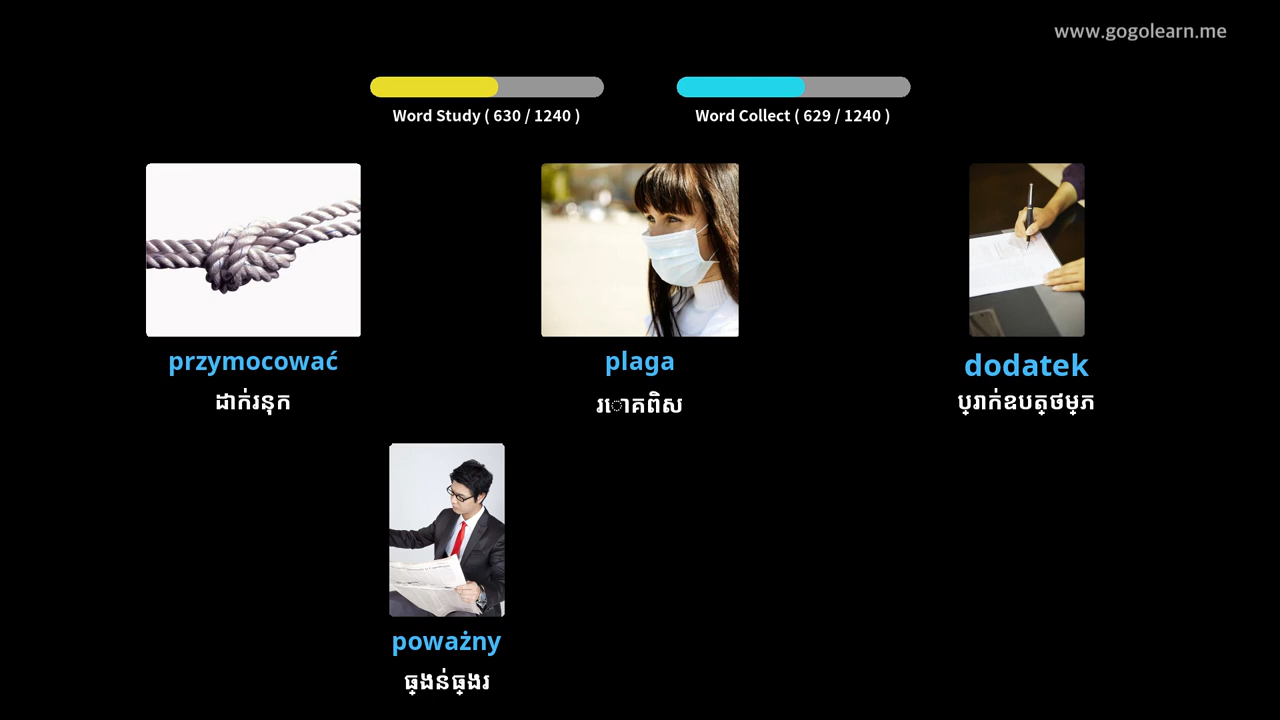 www.gogolearn.me
Word Study ( 630 / 1240 )
Word Collect ( 629 / 1240 )
przymocować
plaga
dodatek
ដាក់រនុក
រោគពិស
ប្រាក់ឧបត្ថម្ភ
poważny
ធ្ងន់ធ្ងរ